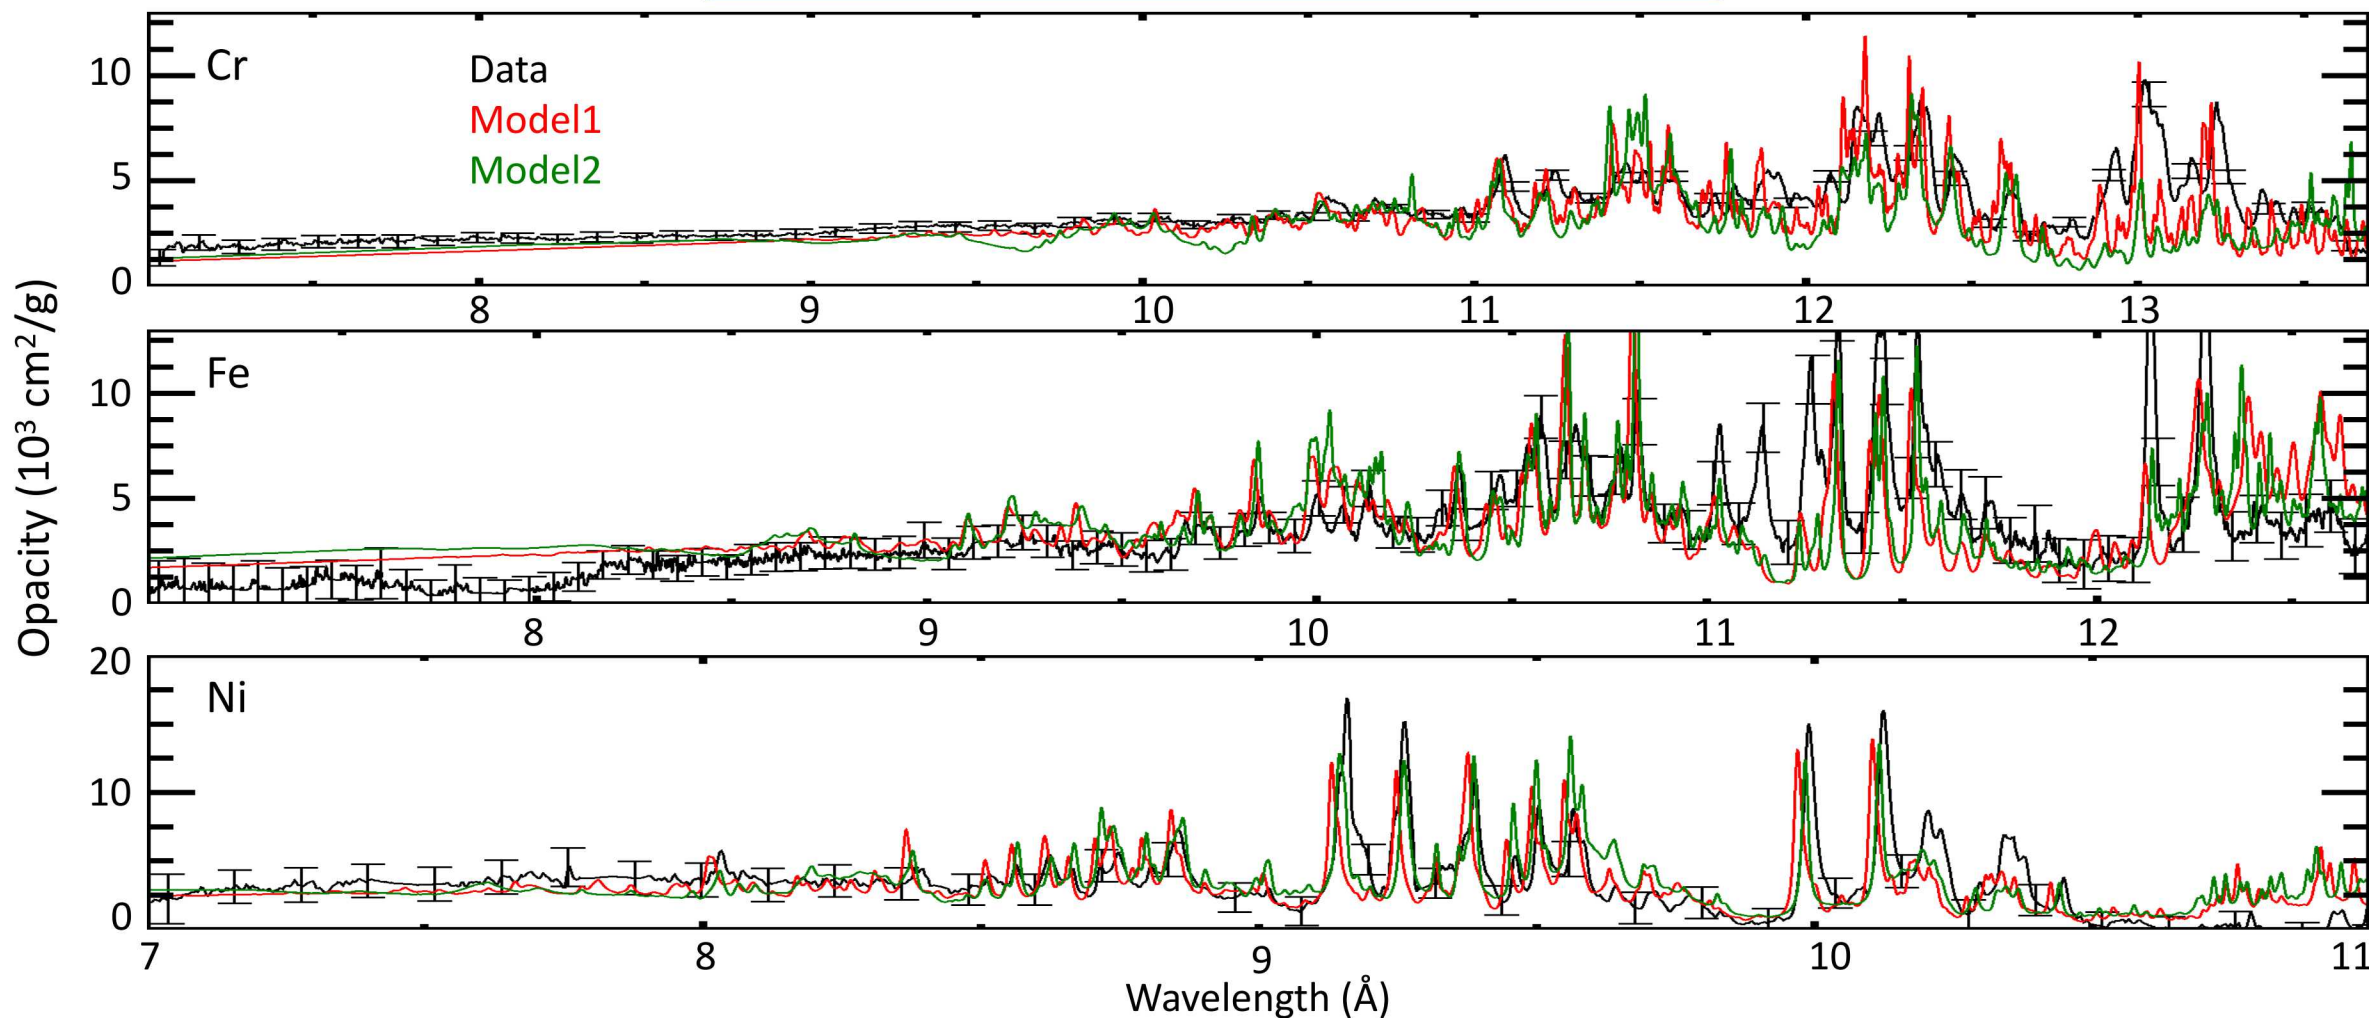 Cr
Data
Model1
Model2
10
5
0
8 9 10 11 12 13
Opacity (10³ cm²/g)
Fe
10
5
0
8 9 10 11 12
Ni
20
10
0
7 8 9 10 11
Wavelength (Å)